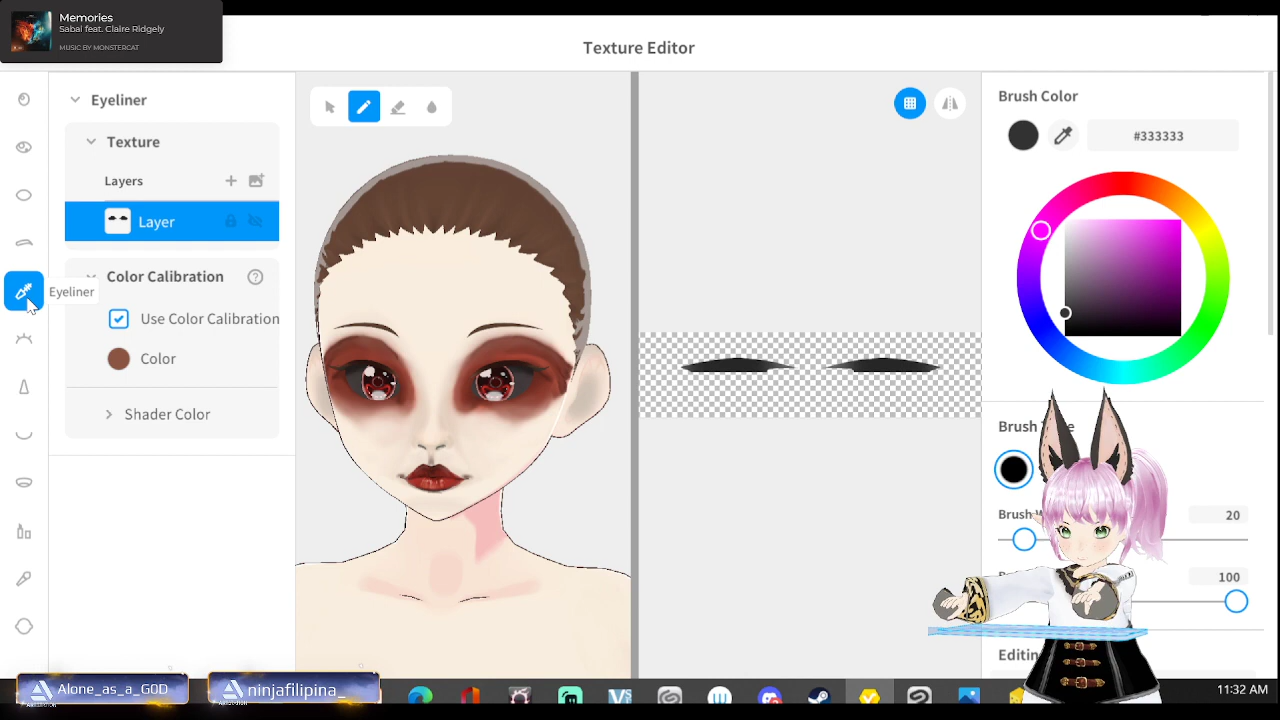 Memories
Sabai feat. Claire Ridgely
MUSIC BY MONSTERCAT
Texture Editor
Eyeliner
Texture
Layers
Layer
Color Calibration
Eyeliner
Use Color Calibration
Color
Shader Color
Brush Color
#333333
Brush
20
100
Editin
Alone_as_a_G0D
ninjafilipina_
11:32 AM